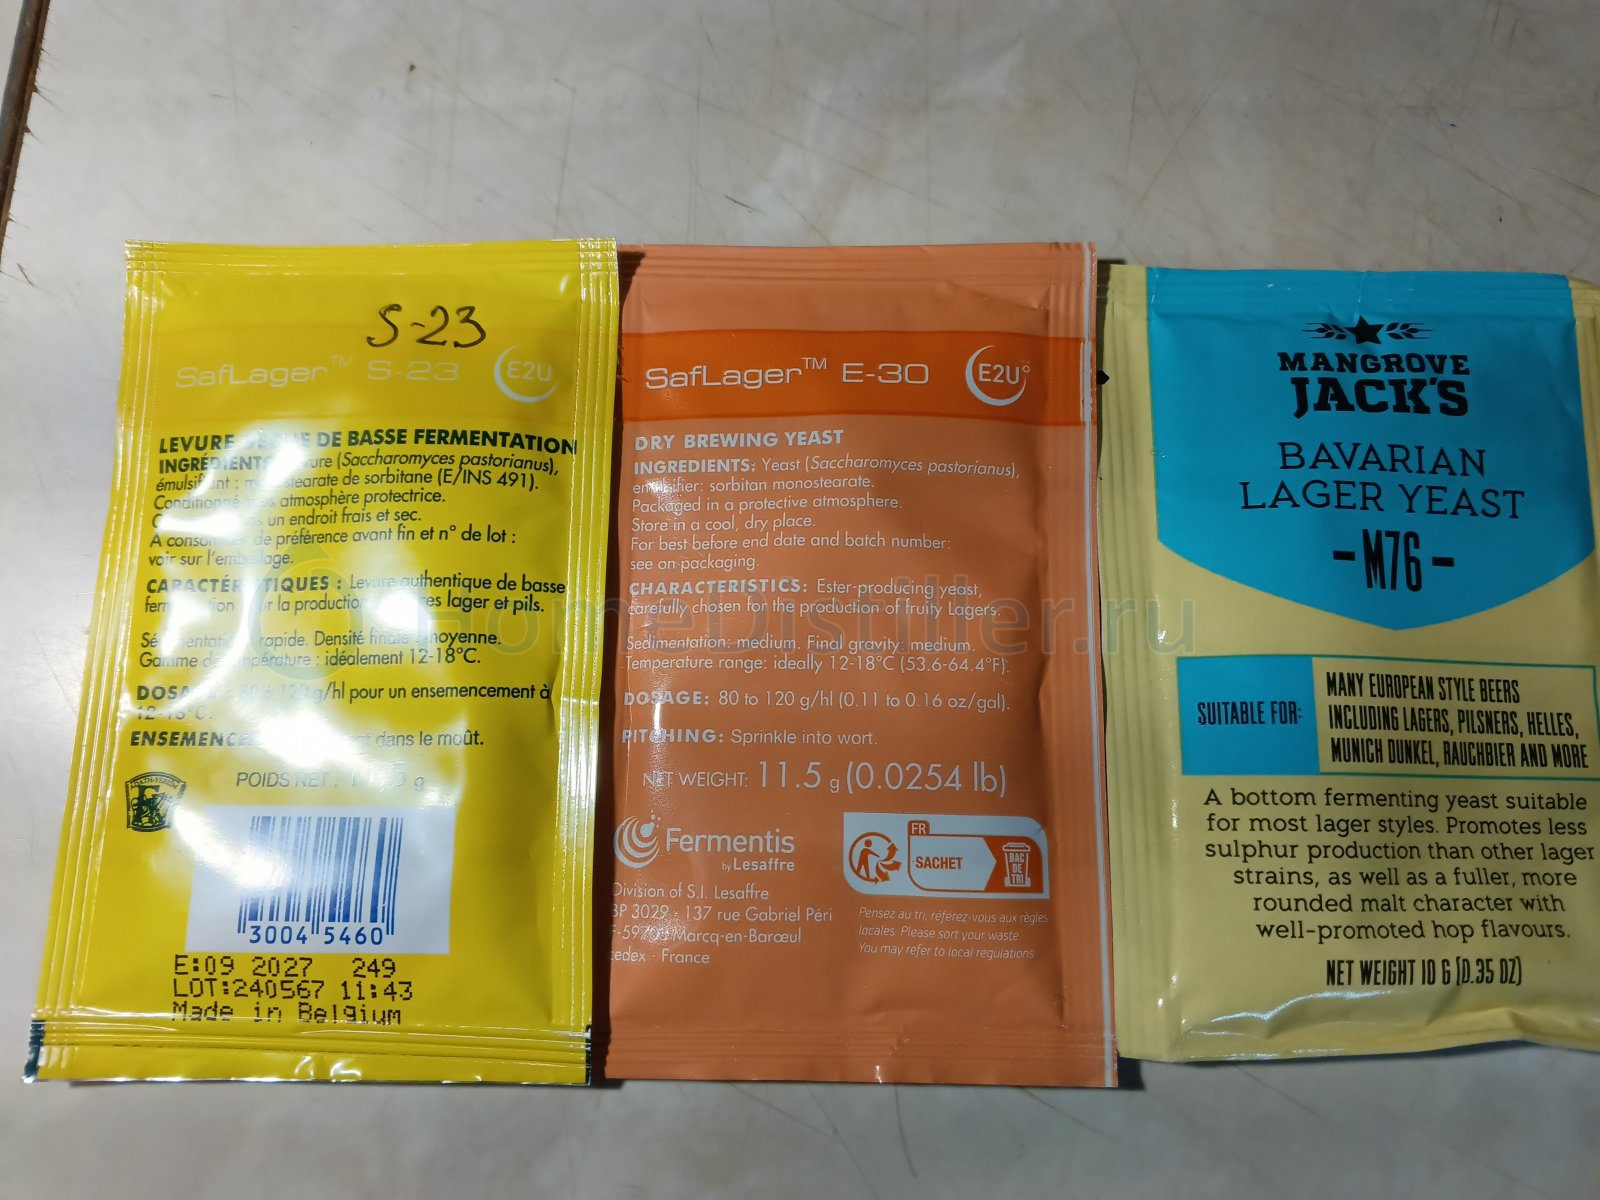 S-23
SafLager™ S-23
E2U
LEVURE DE BASSE FERMENTATION
INGRÉDIENTS (Saccharomyces pastorianus),
émulsifiant : de sorbitane (E/INS 491).
atmosphère protectrice.
un endroit frais et sec.
A de préférence avant fin et n° de lot :
voir sur
: Levure authentique de basse
la production lager et pils.
rapide. Densité finale moyenne.
Gamme de : idéalement 12-18°C.
g/hl pour un ensemencement à
dans le moût.
POIDS NET : g
3004 5460
E:09 2027 249
LOT:240567 11:43
Made in Belgium
SafLager™ E-30
E2U
DRY BREWING YEAST
INGREDIENTS: Yeast (Saccharomyces pastorianus),
emulsifier: sorbitan monostearate.
Packaged in a protective atmosphere.
Store in a cool, dry place.
For best before end date and batch number:
see on packaging.
CHARACTERISTICS: Ester-producing yeast,
carefully chosen for the production of fruity Lagers.
Sedimentation: medium. Final gravity: medium.
Temperature range: ideally 12-18°C (53.6-64.4°F).
DOSAGE: 80 to 120 g/hl (0.11 to 0.16 oz/gal).
PITCHING: Sprinkle into wort.
NET WEIGHT: 11.5 g (0.0254 lb)
Fermentis
by Lesaffre
Division of S.I. Lesaffre
BP 3029 - 137 rue Gabriel Péri
F-59703 Marcq-en-Barœul
cedex - France
FR
SACHET
BAC
DE
TRI
Pensez au tri, référez-vous aux règles
locales. Please sort your waste.
You may refer to local regulations.
MANGROVE
JACK'S
BAVARIAN
LAGER YEAST
- M76 -
SUITABLE FOR:
MANY EUROPEAN STYLE BEERS
INCLUDING LAGERS, PILSNERS, HELLES,
MUNICH DUNKEL, RAUCHBIER AND MORE
A bottom fermenting yeast suitable
for most lager styles. Promotes less
sulphur production than other lager
strains, as well as a fuller, more
rounded malt character with
well-promoted hop flavours.
NET WEIGHT 10 G (0.35 OZ)
HomeDistiller.ru